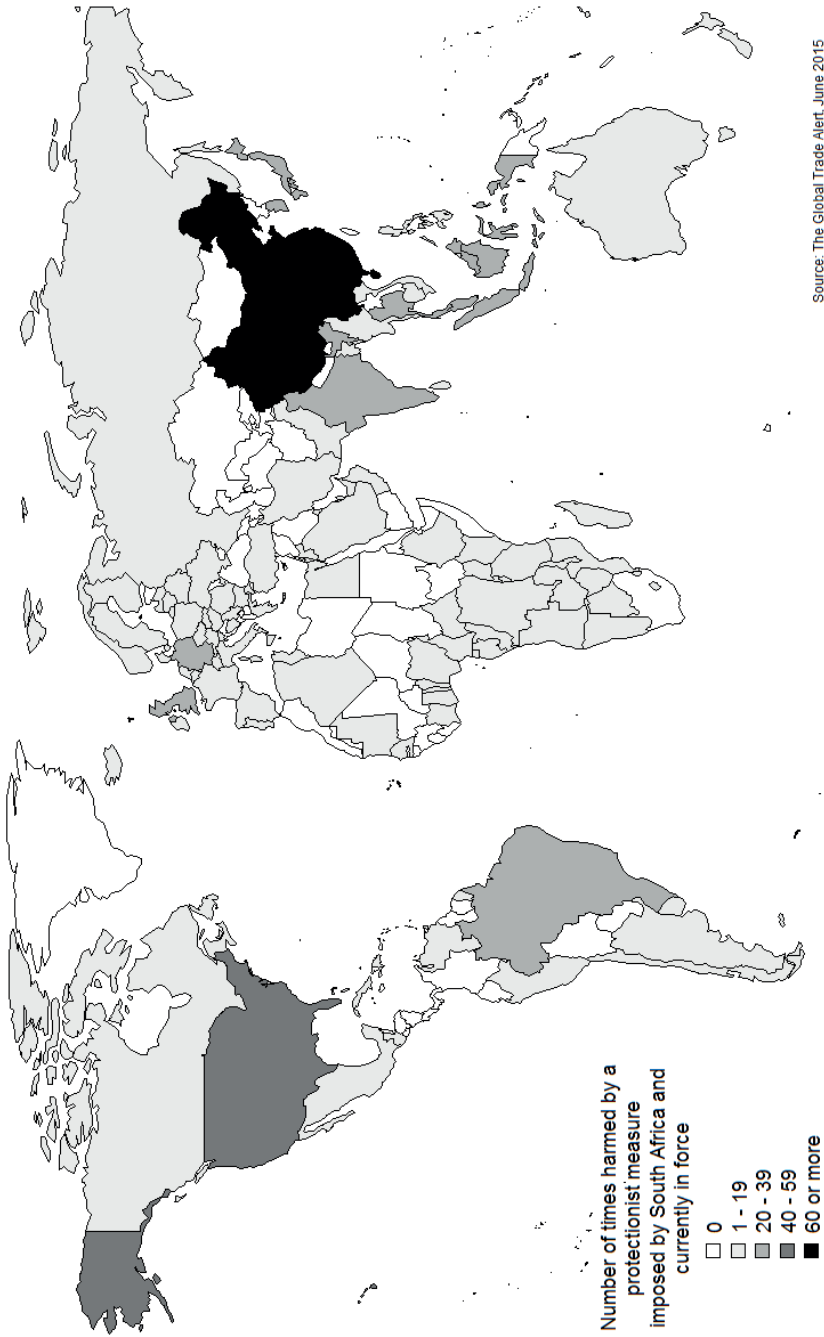 Number of times harmed by a
protectionist measure
imposed by South Africa and
currently in force
0
1 - 19
20 - 39
40 - 59
60 or more
Source: The Global Trade Alert. June 2015